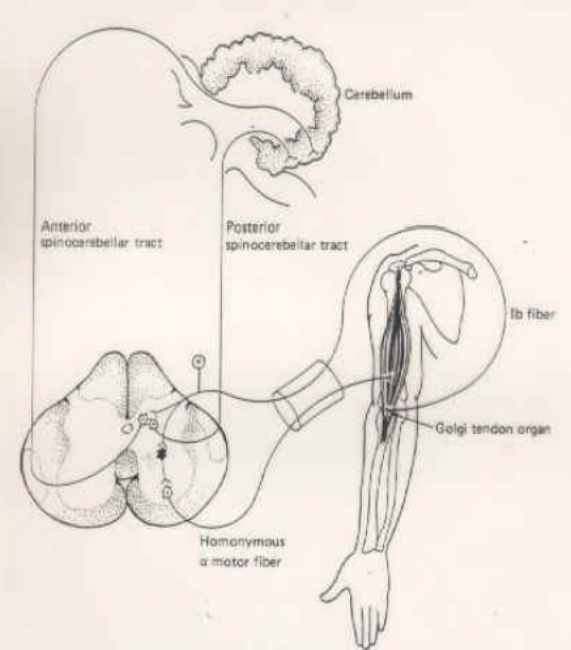 Cerebellum
Anterior
spinocerebellar tract
Posterior
spinocerebellar tract
Ib fiber
Golgi tendon organ
Homonymous
α motor fiber